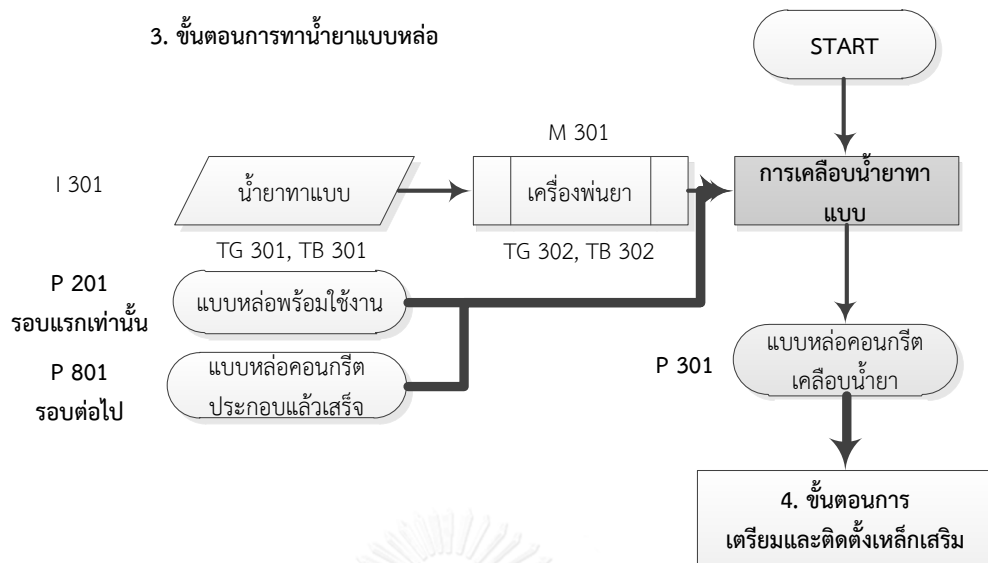 3. ขั้นตอนการทาน้ำยาแบบหล่อ
START
M 301
I 301
น้ำยาทาแบบ
เครื่องพ่นยา
การเคลือบน้ำยาทา
แบบ
TG 301, TB 301
TG 302, TB 302
P 201
รอบแรกเท่านั้น
แบบหล่อพร้อมใช้งาน
P 801
รอบต่อไป
แบบหล่อคอนกรีต
ประกอบแล้วเสร็จ
P 301
แบบหล่อคอนกรีต
เคลือบน้ำยา
4. ขั้นตอนการ
เตรียมและติดตั้งเหล็กเสริม